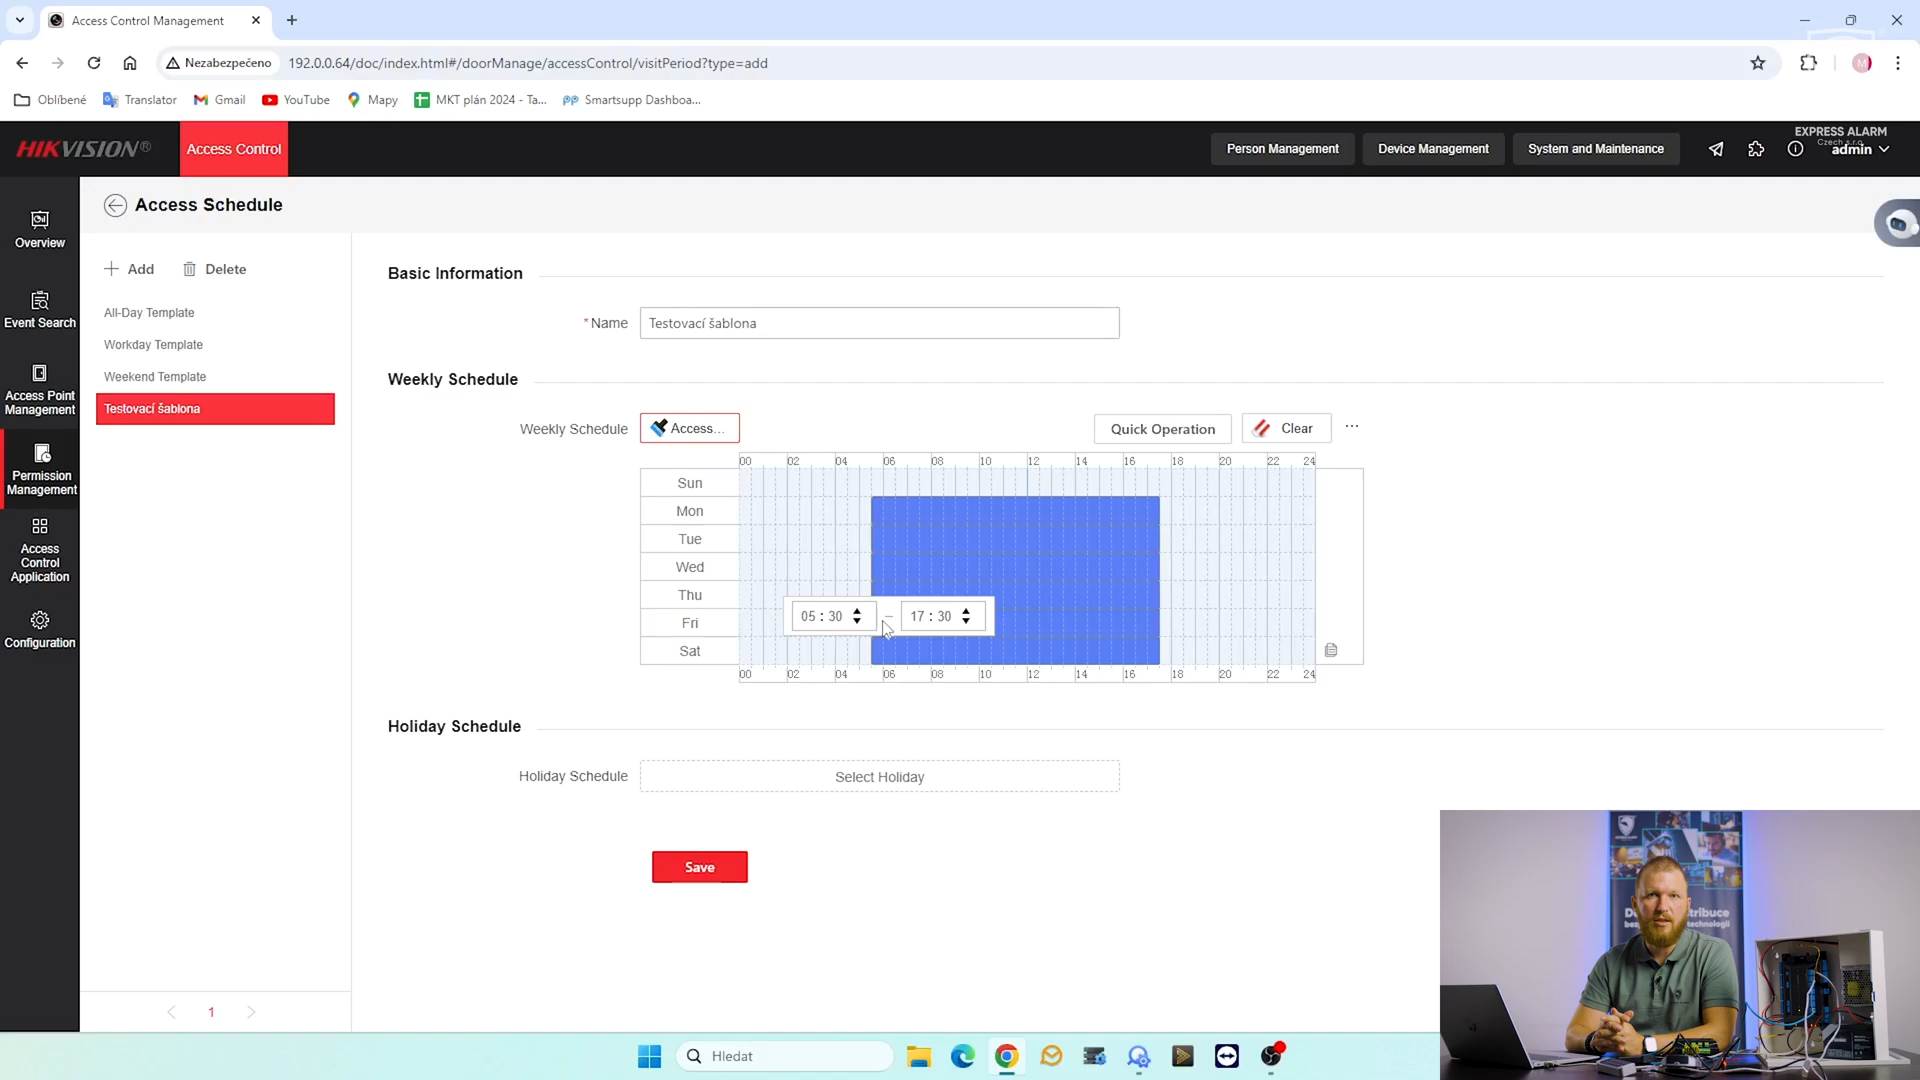 Access Control Management
Nezabezpečeno
192.0.0.64/doc/index.html#/doorManage/accessControl/visitPeriod?type=add
M
Oblíbené
Translator
Gmail
YouTube
Mapy
MKT plán 2024 - Ta...
Smartsupp Dashboa...
HIKVISION®
Access Control
Person Management
Device Management
System and Maintenance
EXPRESS ALARM
Czech s.r.o.
admin
Overview
Event Search
Access Point
Management
Permission
Management
Access
Control
Application
Configuration
Access Schedule
Add
Delete
All-Day Template
Workday Template
Weekend Template
Testovací šablona
1
Basic Information
* Name
Testovací šablona
Weekly Schedule
Weekly Schedule
Access...
Quick Operation
Clear
...
00 02 04 06 08 10 12 14 16 18 20 22 24
Sun
Mon
Tue
Wed
Thu
Fri
Sat
05 : 30 – 17 : 30
00 02 04 06 08 10 12 14 16 18 20 22 24
Holiday Schedule
Holiday Schedule
Select Holiday
Save
Hledat